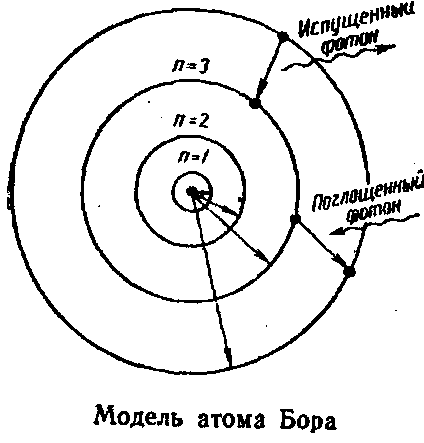 Испущенный
фотон
n=3
n=2
n=1
Поглощенный
фотон
Модель атома Бора